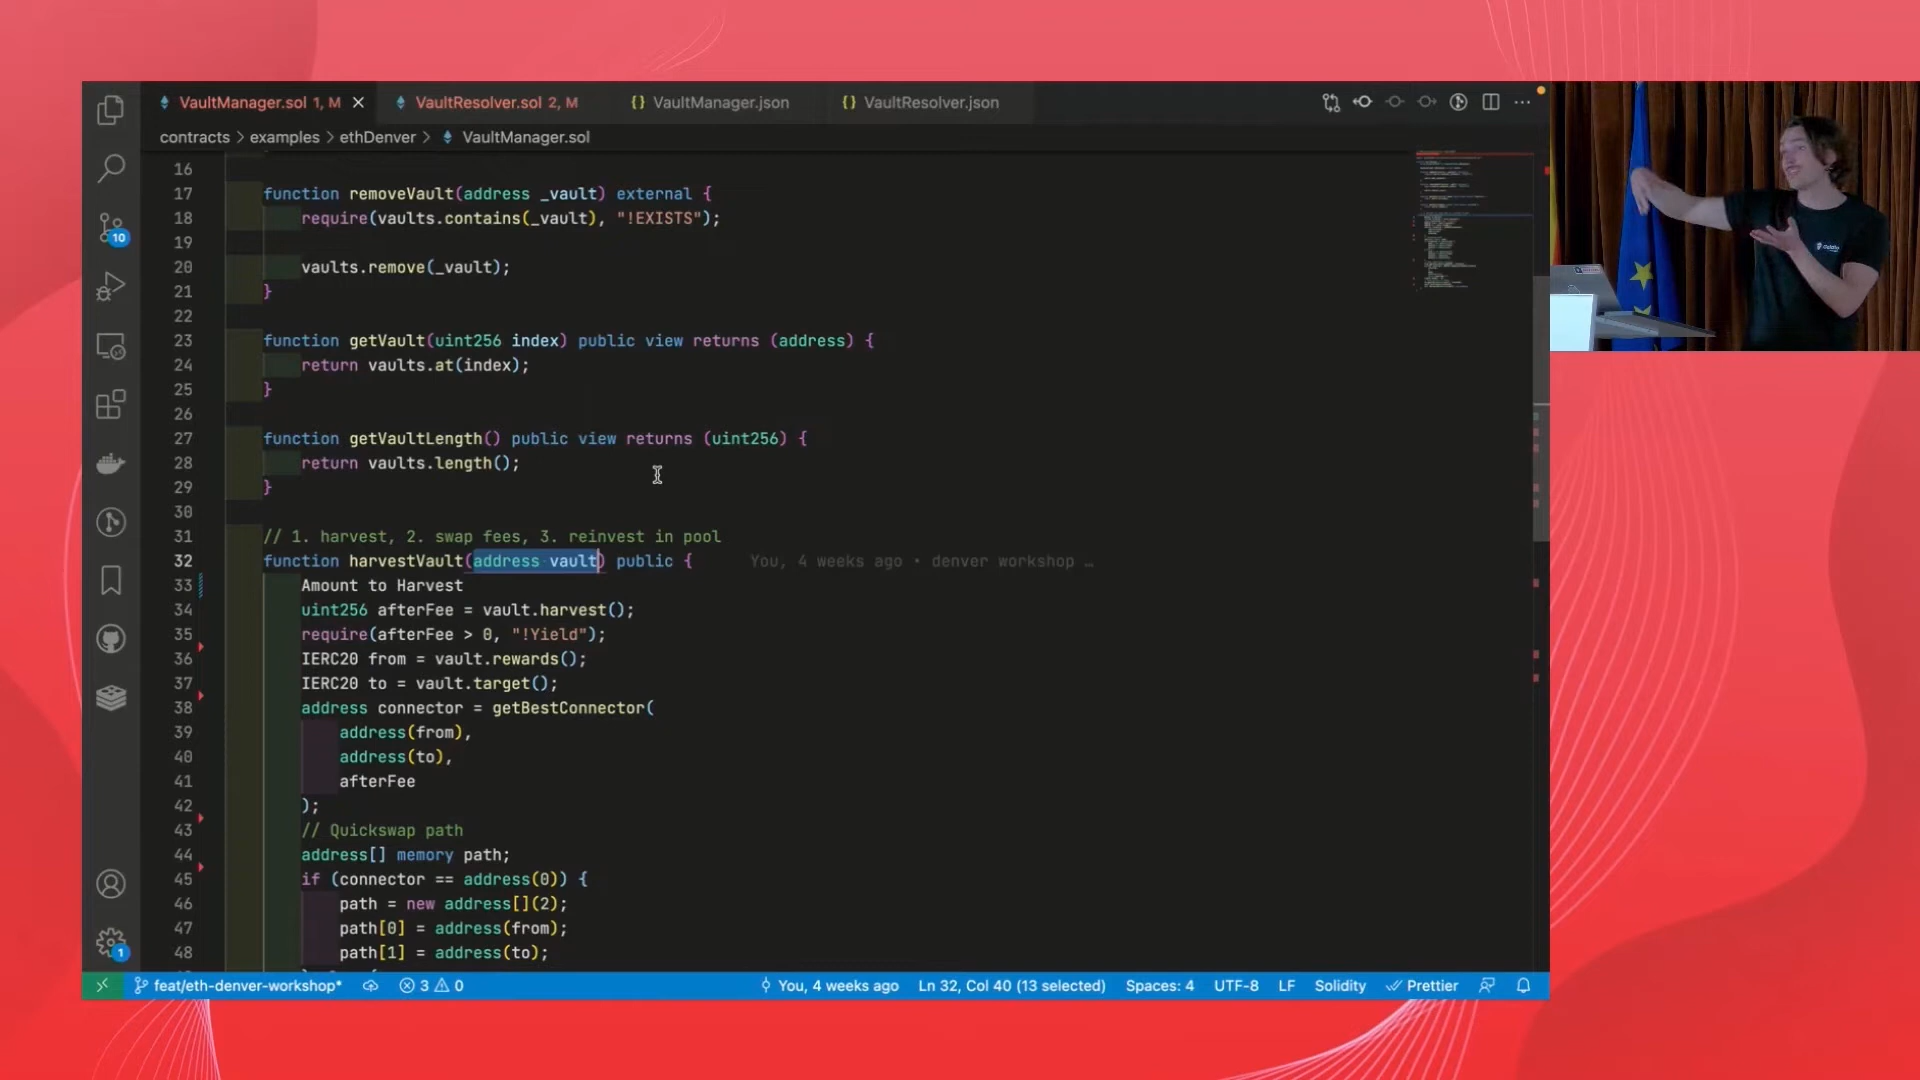 VaultManager.sol 1, M
VaultResolver.sol 2, M
{} VaultManager.json
{} VaultResolver.json
contracts > examples > ethDenver > VaultManager.sol
16
17 function removeVault(address _vault) external {
18 require(vaults.contains(_vault), "!EXISTS");
19
20 vaults.remove(_vault);
21 }
22
23 function getVault(uint256 index) public view returns (address) {
24 return vaults.at(index);
25 }
26
27 function getVaultLength() public view returns (uint256) {
28 return vaults.length();
29 }
30
31 // 1. harvest, 2. swap fees, 3. reinvest in pool
32 function harvestVault(address vault) public { You, 4 weeks ago • denver workshop …
33 Amount to Harvest
34 uint256 afterFee = vault.harvest();
35 require(afterFee > 0, "!Yield");
36 IERC20 from = vault.rewards();
37 IERC20 to = vault.target();
38 address connector = getBestConnector(
39 address(from),
40 address(to),
41 afterFee
42 );
43 // Quickswap path
44 address[] memory path;
45 if (connector == address(0)) {
46 path = new address[](2);
47 path[0] = address(from);
48 path[1] = address(to);
10
1
feat/eth-denver-workshop* 3 0 You, 4 weeks ago Ln 32, Col 40 (13 selected) Spaces: 4 UTF-8 LF Solidity Prettier